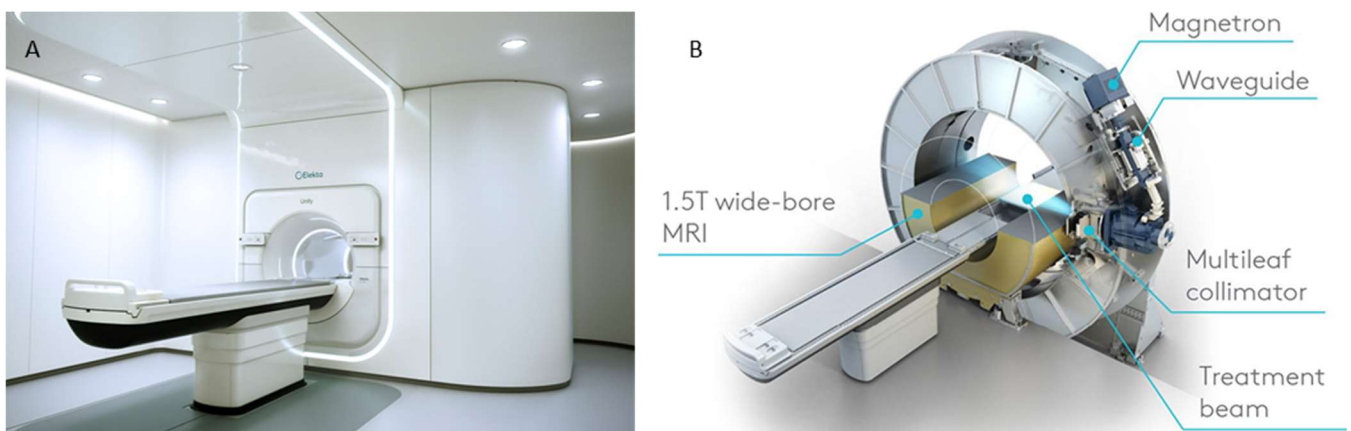 A
Elekta
Unity
B
Magnetron
Waveguide
1.5T wide-bore
MRI
Multileaf
collimator
Treatment
beam